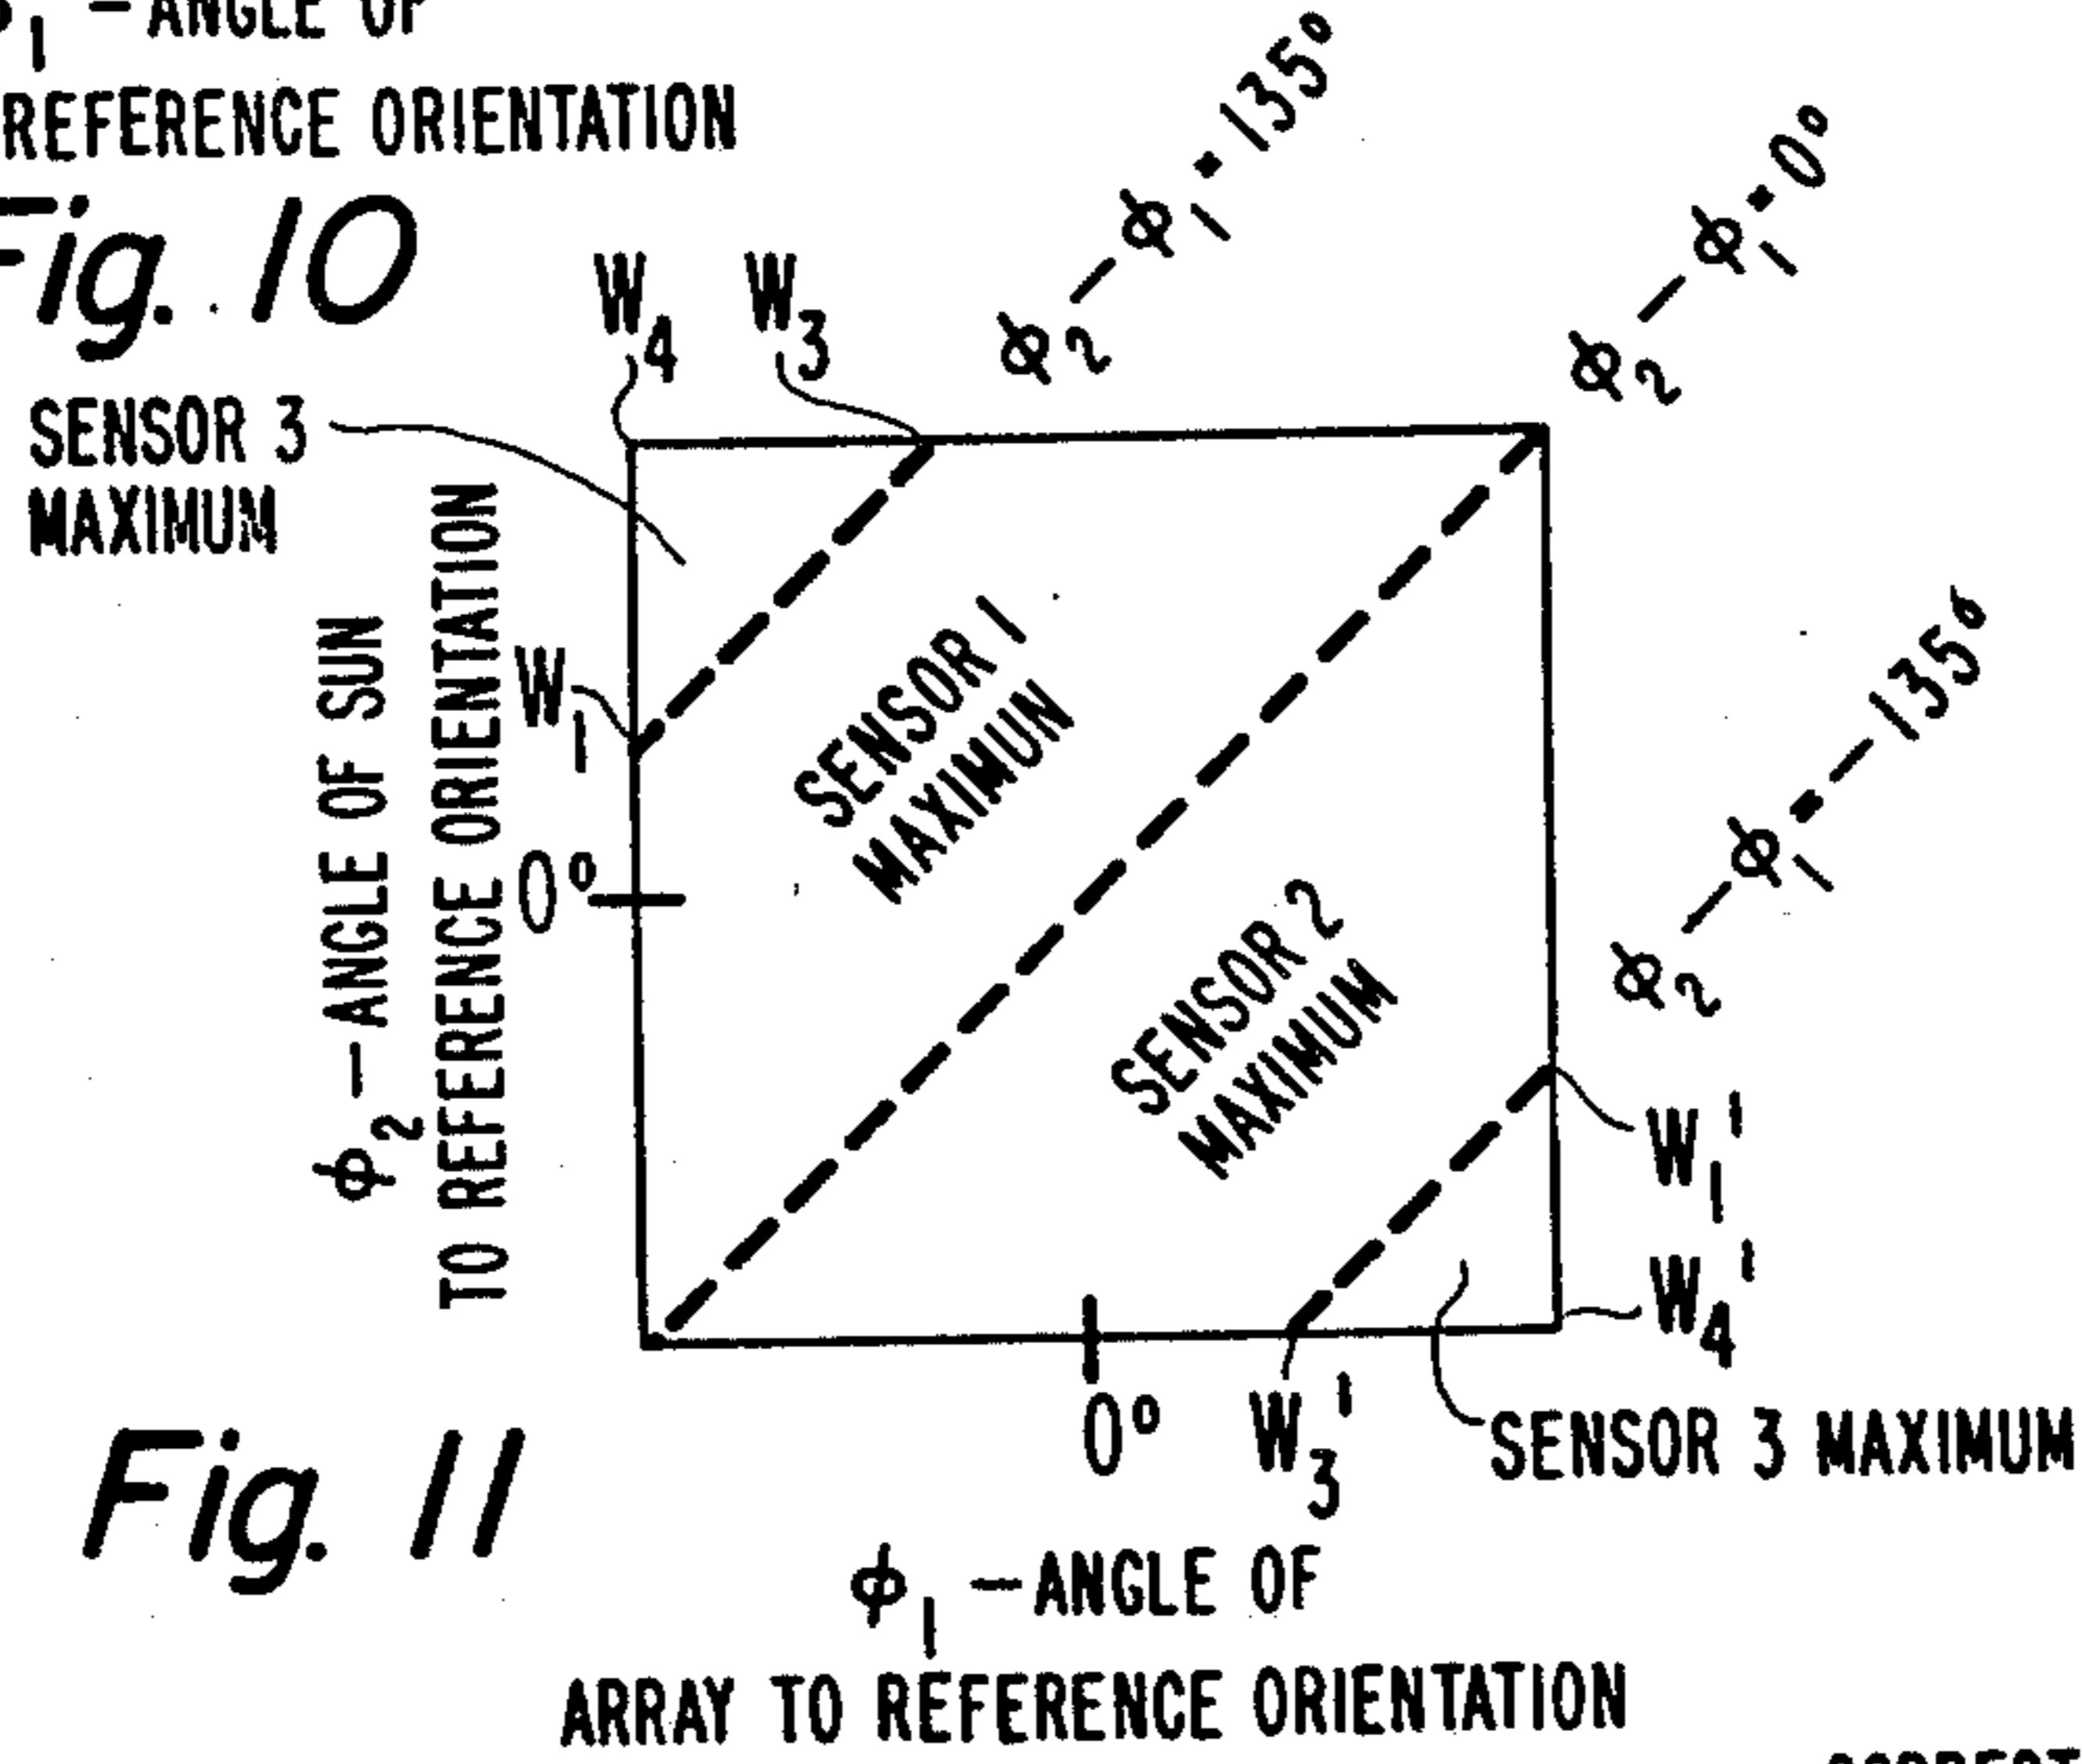 ϕ1 – ANGLE OF
REFERENCE ORIENTATION
Fig. 10
W4
W3
ϕ2 – ϕ1 = 135°
ϕ2 – ϕ1 = 0°
SENSOR 3
MAXIMUM
SENSOR 1
MAXIMUN
W1
0°
ϕ2 – ANGLE OF SUN
TO REFERENCE ORIENTATION
SENSOR 2
MAXIMUM
ϕ2 – ϕ1 = –135°
W1'
W4'
0°
W3'
SENSOR 3 MAXIMUM
Fig. 11
ϕ1 – ANGLE OF
ARRAY TO REFERENCE ORIENTATION